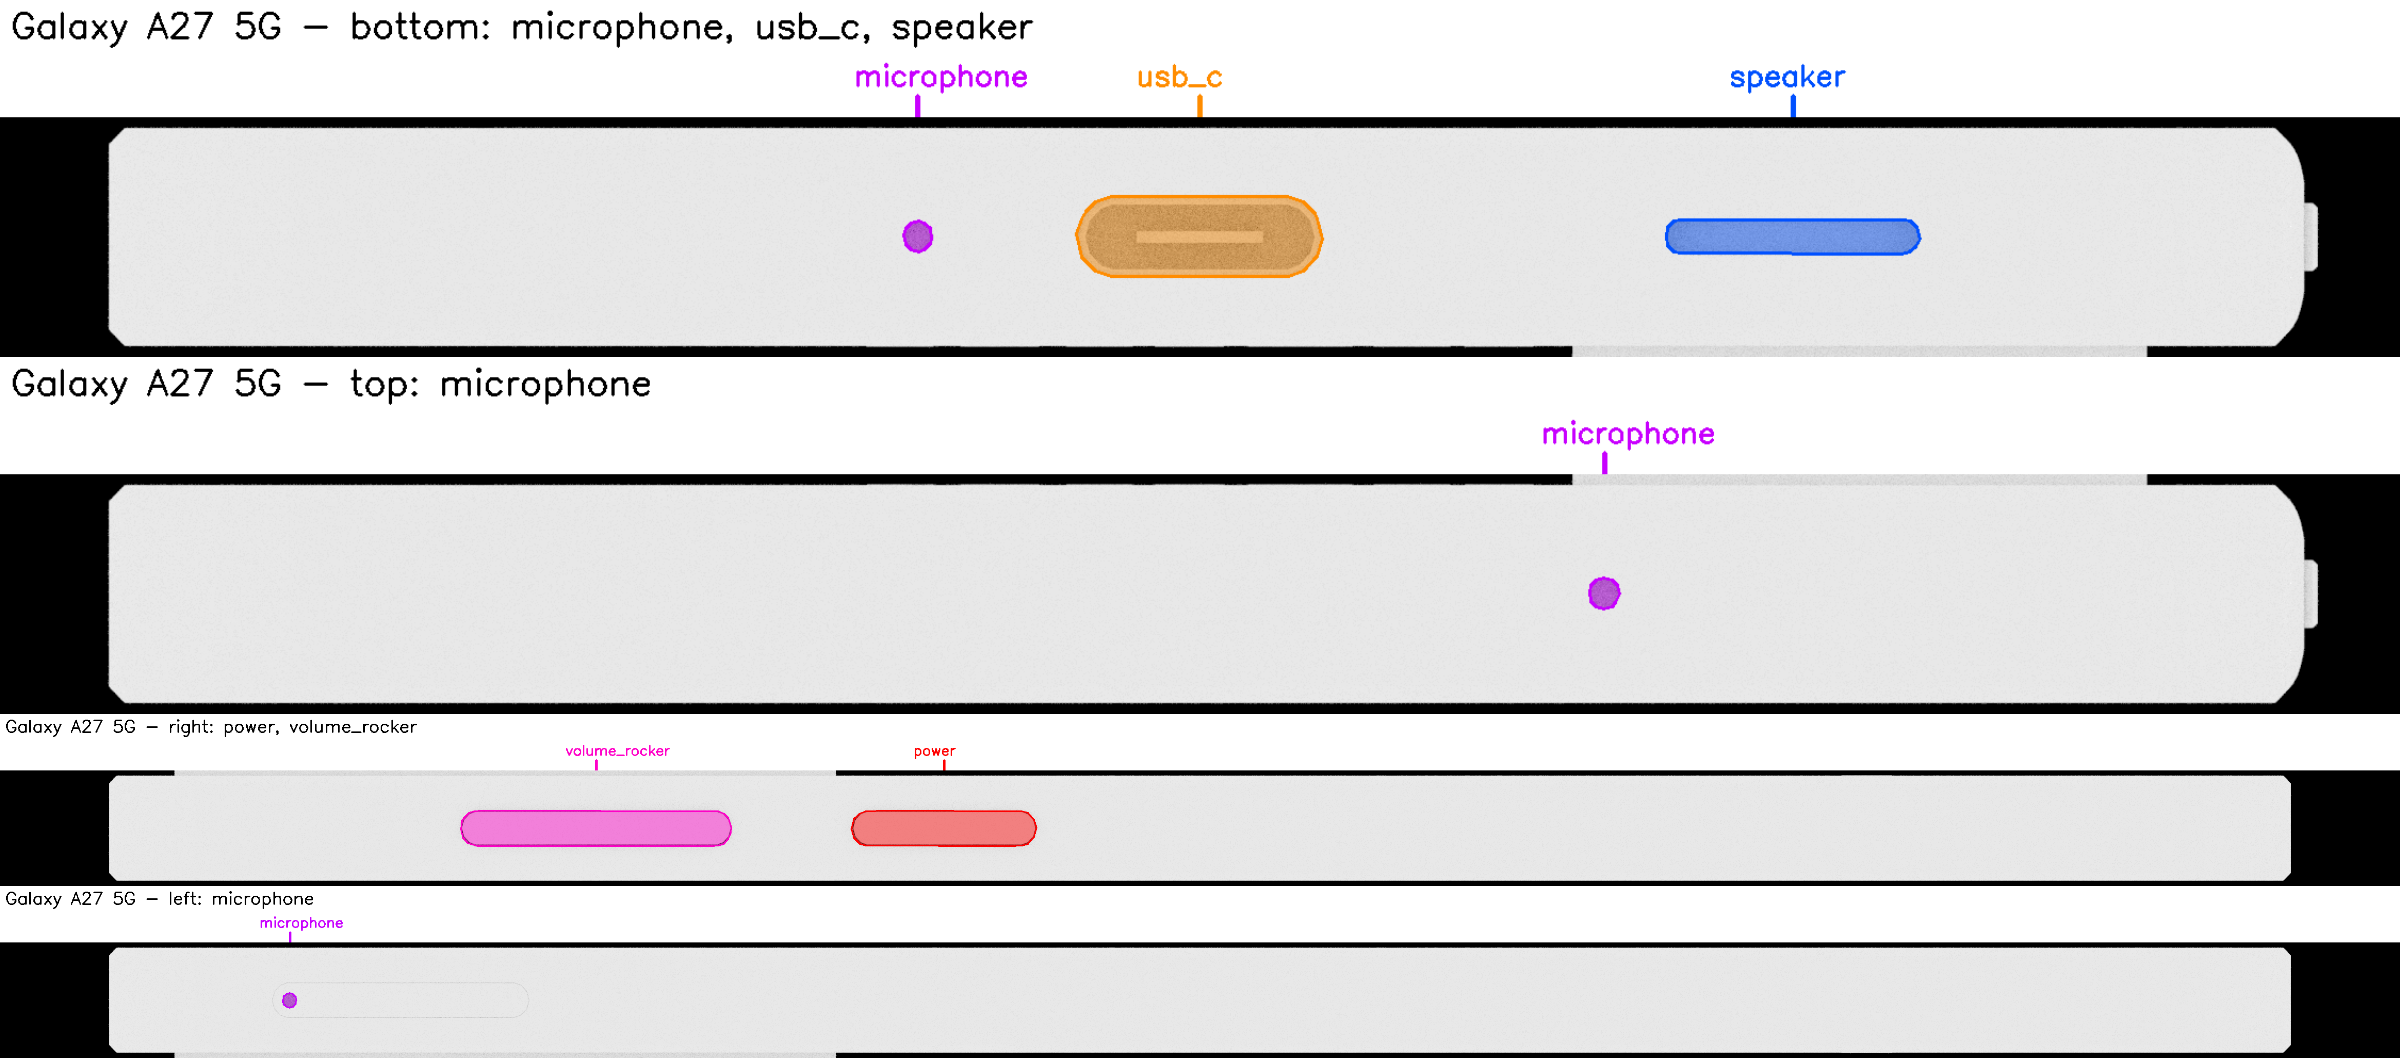 Galaxy A27 5G - bottom: microphone, usb_c, speaker
microphone usb_c speaker
Galaxy A27 5G - top: microphone
microphone
Galaxy A27 5G - right: power, volume_rocker
volume_rocker power
Galaxy A27 5G - left: microphone
microphone